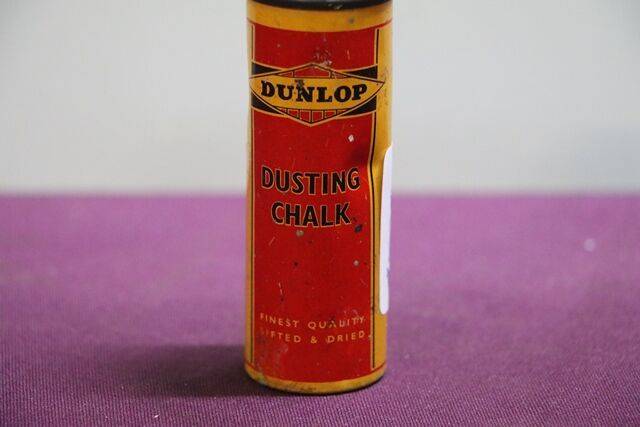 DUNLOP
DUSTING
CHALK
FINEST QUALITY
SIFTED & DRIED